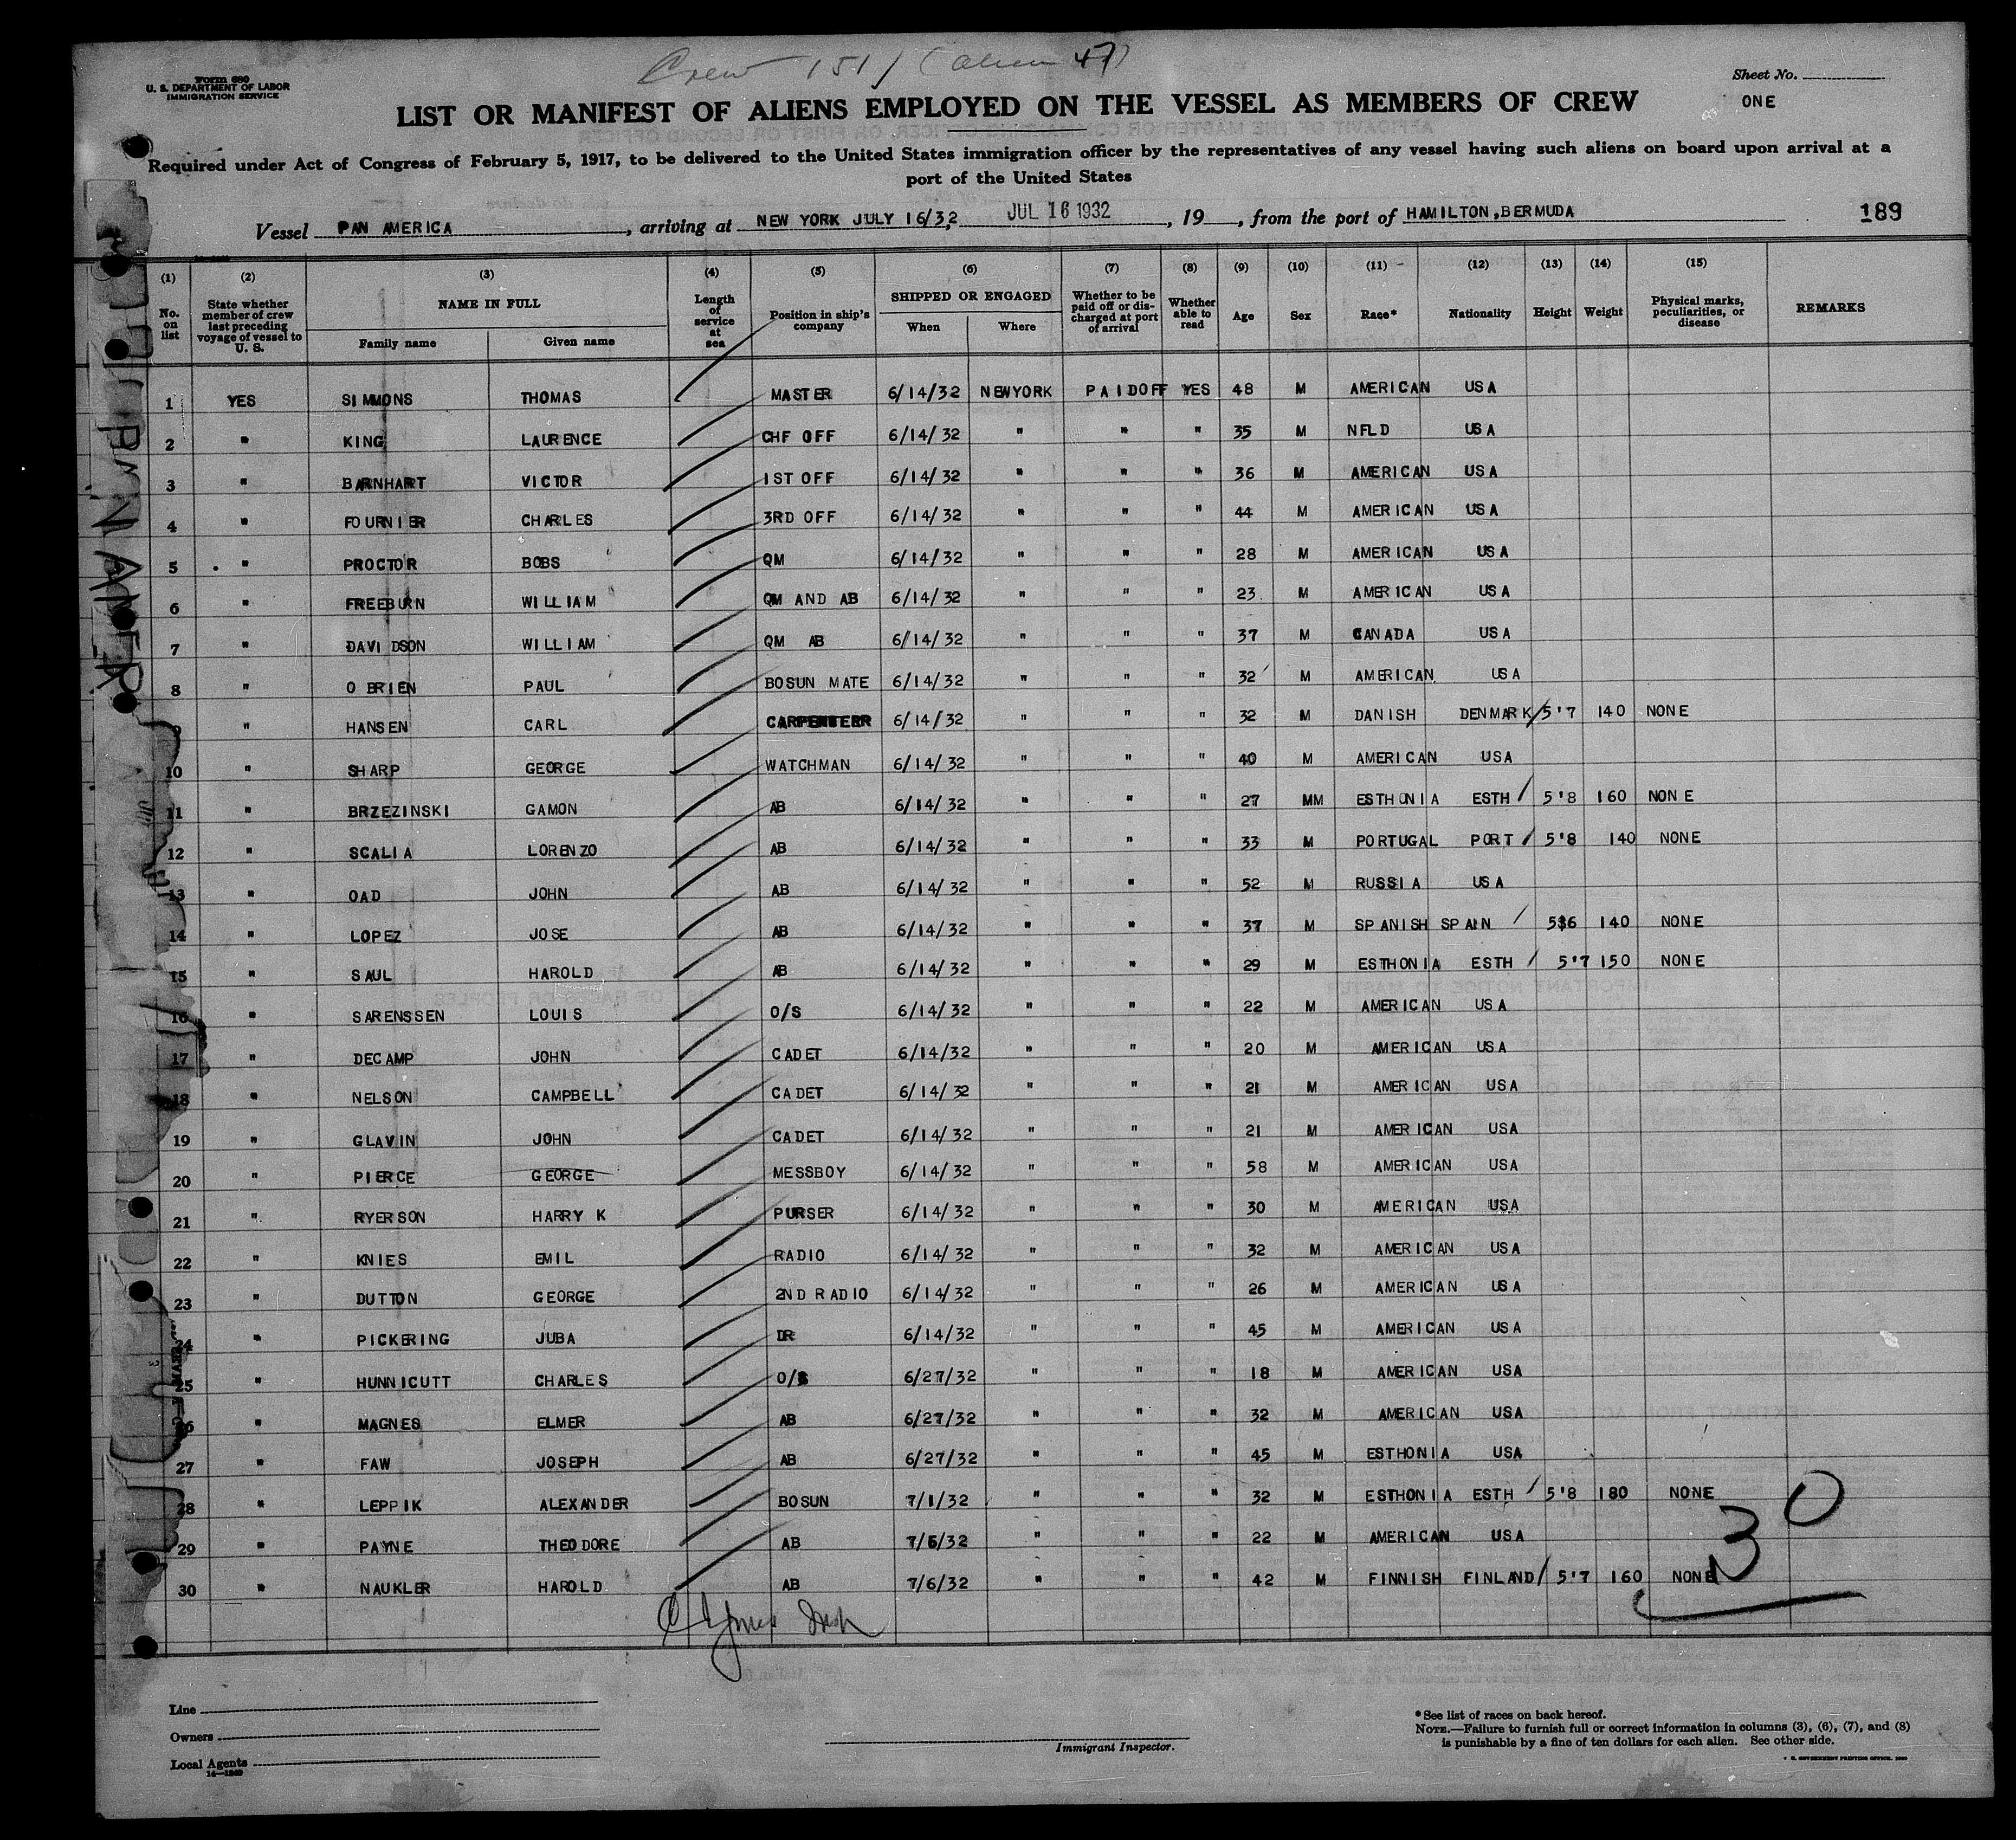 Crew 151 / (alien 47)
Form 680
U. S. DEPARTMENT OF LABOR
IMMIGRATION SERVICE
Sheet No.
ONE
LIST OR MANIFEST OF ALIENS EMPLOYED ON THE VESSEL AS MEMBERS OF CREW
Required under Act of Congress of February 5, 1917, to be delivered to the United States immigration officer by the representatives of any vessel having such aliens on board upon arrival at a
port of the United States
Vessel PAN AMERICA, arriving at NEW YORK JULY 16/32, JUL 16 1932, 19, from the port of HAMILTON,BERMUDA 189
(1) (2) (3) (4) (5) (6) (7) (8) (9) (10) (11) (12) (13) (14) (15)
No. on list State whether member of crew last preceding voyage of vessel to U. S. NAME IN FULL Family name Given name Length of service at sea Position in ship's company SHIPPED OR ENGAGED When Where Whether to be paid off or discharged at port of arrival Whether able to read Age Sex Race* Nationality Height Weight Physical marks, peculiarities, or disease REMARKS
1 YES SIMMONS THOMAS MASTER 6/14/32 NEWYORK PAIDOFF YES 48 M AMERICAN USA
2 " KING LAURENCE CHF OFF 6/14/32 " " " 35 M NFLD USA
3 " BARNHART VICTOR 1ST OFF 6/14/32 " " " 36 M AMERICAN USA
4 " FOURNIER CHARLES 3RD OFF 6/14/32 " " " 44 M AMERICAN USA
5 " PROCTOR BOBS QM 6/14/32 " " " 28 M AMERICAN USA
6 " FREEBURN WILLIAM QM AND AB 6/14/32 " " " 23 M AMERICAN USA
7 " DAVIDSON WILLIAM QM AB 6/14/32 " " " 37 M CANADA USA
8 " O BRIEN PAUL BOSUN MATE 6/14/32 " " " 32 M AMERICAN USA
9 " HANSEN CARL CARPENTERR 6/14/32 " " " 32 M DANISH DENMARK 5'7 140 NONE
10 " SHARP GEORGE WATCHMAN 6/14/32 " " " 40 M AMERICAN USA
11 " BRZEZINSKI GAMON AB 6/14/32 " " " 27 MM ESTHONIA ESTH 5'8 160 NONE
12 " SCALIA LORENZO AB 6/14/32 " " " 33 M PORTUGAL PORT 5'8 140 NONE
13 " OAD JOHN AB 6/14/32 " " " 52 M RUSSIA USA
14 " LOPEZ JOSE AB 6/14/32 " " " 37 M SPANISH SPAIN 5$6 140 NONE
15 " SAUL HAROLD AB 6/14/32 " " " 29 M ESTHONIA ESTH 5'7 150 NONE
16 " SARENSSEN LOUIS O/S 6/14/32 " " " 22 M AMERICAN USA
17 " DECAMP JOHN CADET 6/14/32 " " " 20 M AMERICAN USA
18 " NELSON CAMPBELL CADET 6/14/32 " " " 21 M AMERICAN USA
19 " GLAVIN JOHN CADET 6/14/32 " " " 21 M AMERICAN USA
20 " PIERCE GEORGE MESSBOY 6/14/32 " " " 58 M AMERICAN USA
21 " RYERSON HARRY K PURSER 6/14/32 " " " 30 M AMERICAN USA
22 " KNIES EMIL RADIO 6/14/32 " " " 32 M AMERICAN USA
23 " DUTTON GEORGE 2ND RADIO 6/14/32 " " " 26 M AMERICAN USA
24 " PICKERING JUBA DR 6/14/32 " " " 45 M AMERICAN USA
25 " HUNNICUTT CHARLES O/S 6/27/32 " " " 18 M AMERICAN USA
26 " MAGNES ELMER AB 6/27/32 " " " 32 M AMERICAN USA
27 " FAW JOSEPH AB 6/27/32 " " " 45 M ESTHONIA USA
28 " LEPPIK ALEXANDER BOSUN 7/1/32 " " " 32 M ESTHONIA ESTH 5'8 180 NONE
29 " PAYNE THEODORE AB 7/5/32 " " " 22 M AMERICAN USA
30 " NAUKLER HAROLD AB 7/6/32 " " " 42 M FINNISH FINLAND 5'7 160 NONE
30
PAN AMER
Line
Owners
Local Agents
14—1240
Immigrant Inspector.
*See list of races on back hereof.
NOTE.—Failure to furnish full or correct information in columns (3), (6), (7), and (8)
is punishable by a fine of ten dollars for each alien. See other side.